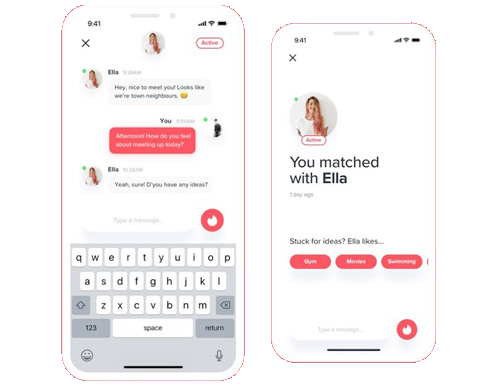 9:41
Active
Ella 9:28AM
Hey, nice to meet you! Looks like
we're town neighbours. 😄
You 9:30AM
Afternoon! How do you feel
about meeting up today?
Ella 9:33AM
Yeah, sure! D'you have any ideas?
Type a message...
q w e r t y u i o p
a s d f g h j k l
z x c v b n m
123 space return
9:41
Active
You matched
with Ella
1 day ago
Stuck for ideas? Ella likes...
Gym Movies Swimming
Type a message...